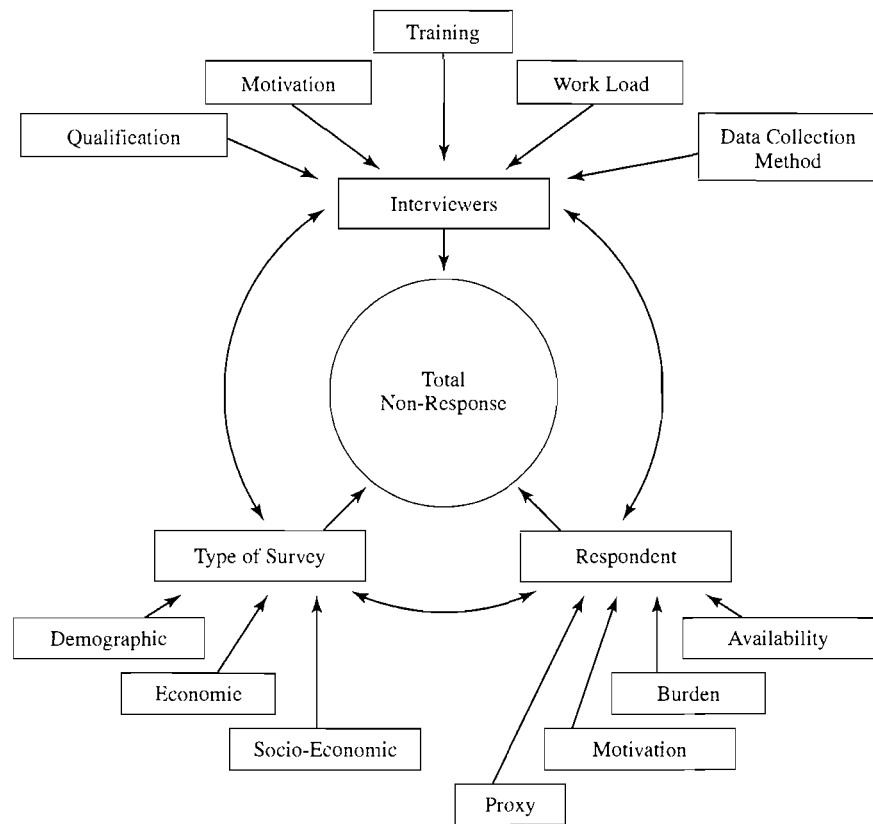 Training
Motivation
Work Load
Qualification
Data Collection
Method
Interviewers
Total
Non-Response
Type of Survey
Respondent
Demographic
Availability
Economic
Burden
Socio-Economic
Motivation
Proxy